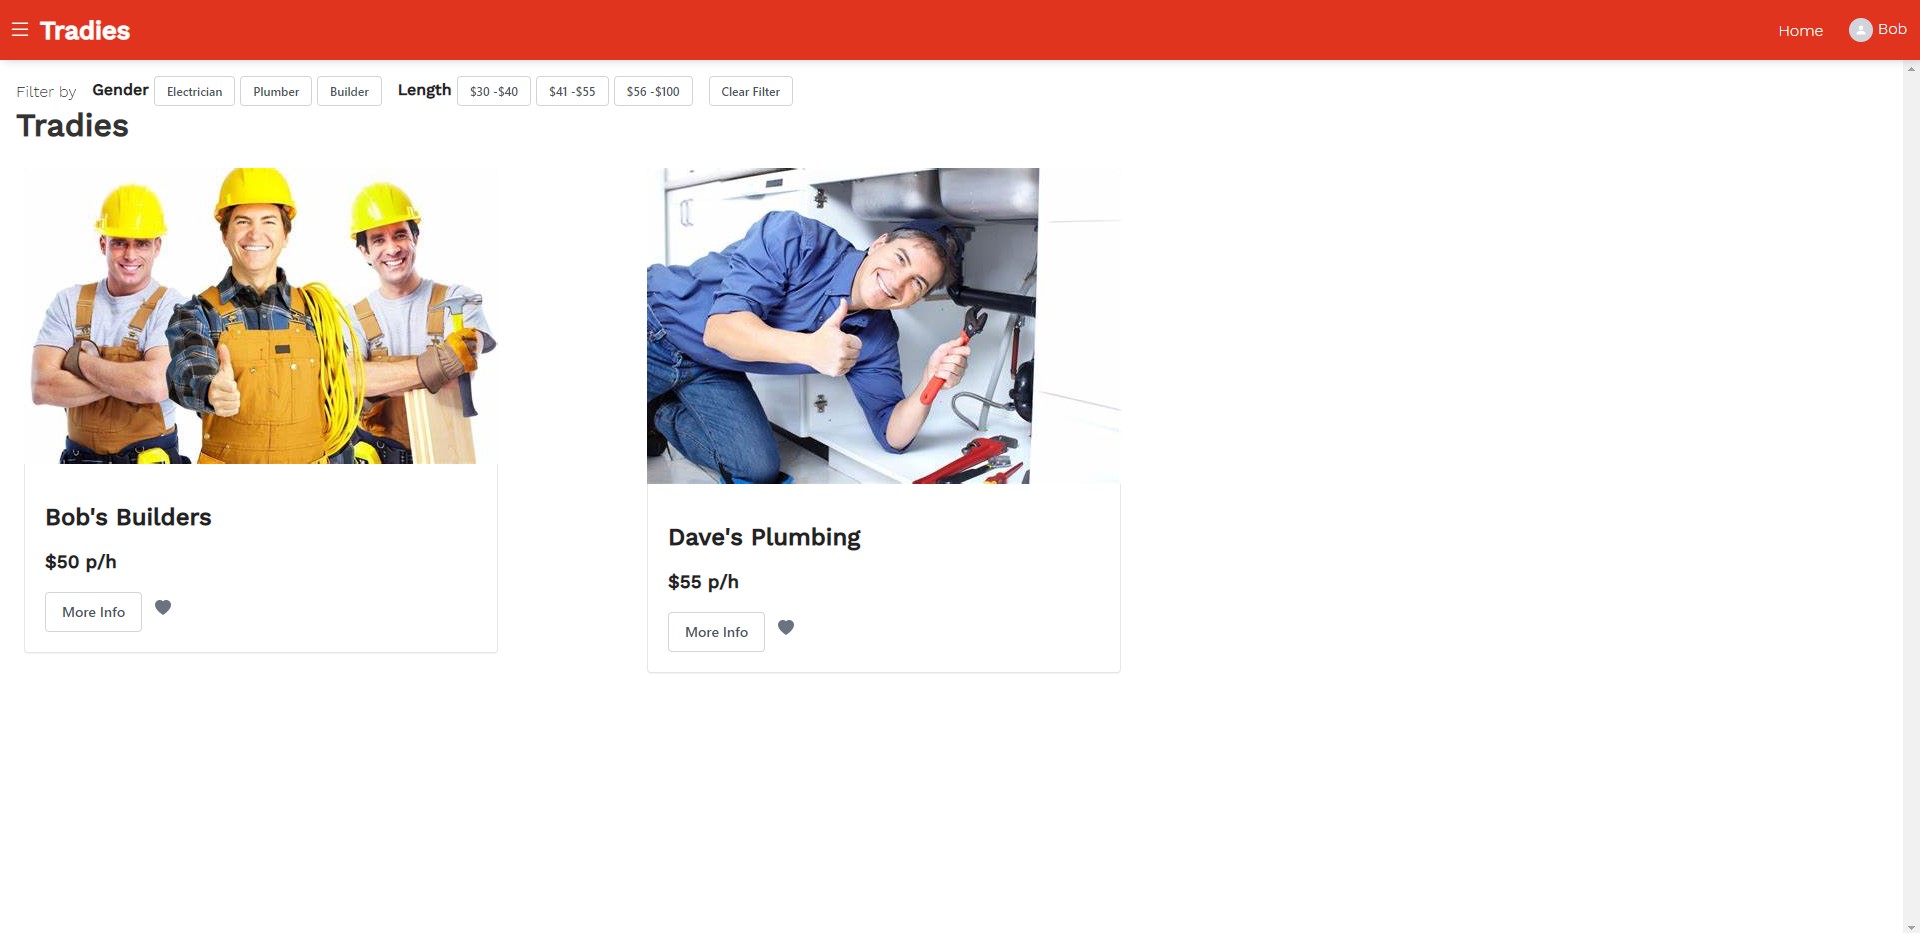 Tradies
Home
Bob
Filter by Gender Electrician Plumber Builder Length $30 -$40 $41 -$55 $56 -$100 Clear Filter
Tradies
Bob's Builders
$50 p/h
More Info
Dave's Plumbing
$55 p/h
More Info